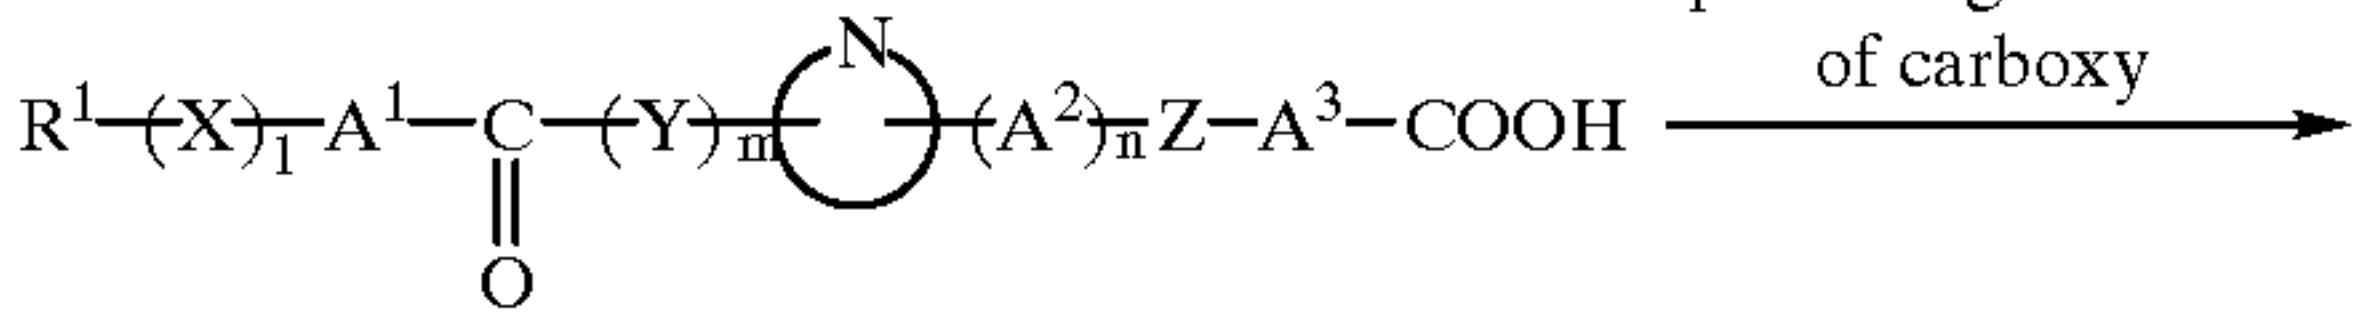 of carboxy
N
R¹—(X)₁—A¹—C—(Y)ₘ—(A²)ₙ—Z—A³—COOH
O